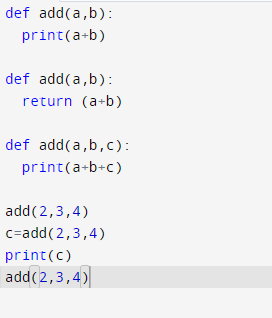 def add(a,b):
  print(a+b)

def add(a,b):
  return (a+b)

def add(a,b,c):
  print(a+b+c)

add(2,3,4)
c=add(2,3,4)
print(c)
add(2,3,4)